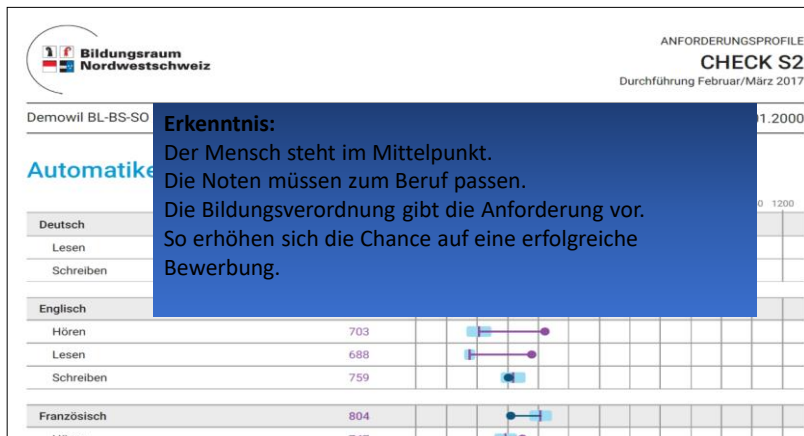 Bildungsraum
Nordwestschweiz
ANFORDERUNGSPROFILE
CHECK S2
Durchführung Februar/März 2017
Demowil BL-BS-SO
Erkenntnis:
Der Mensch steht im Mittelpunkt.
Die Noten müssen zum Beruf passen.
Die Bildungsverordnung gibt die Anforderung vor.
So erhöhen sich die Chance auf eine erfolgreiche
Bewerbung.
1.2000
Automatike
1200
Deutsch
Lesen
Schreiben
Englisch
Hören 703
Lesen 688
Schreiben 759
Französisch 804